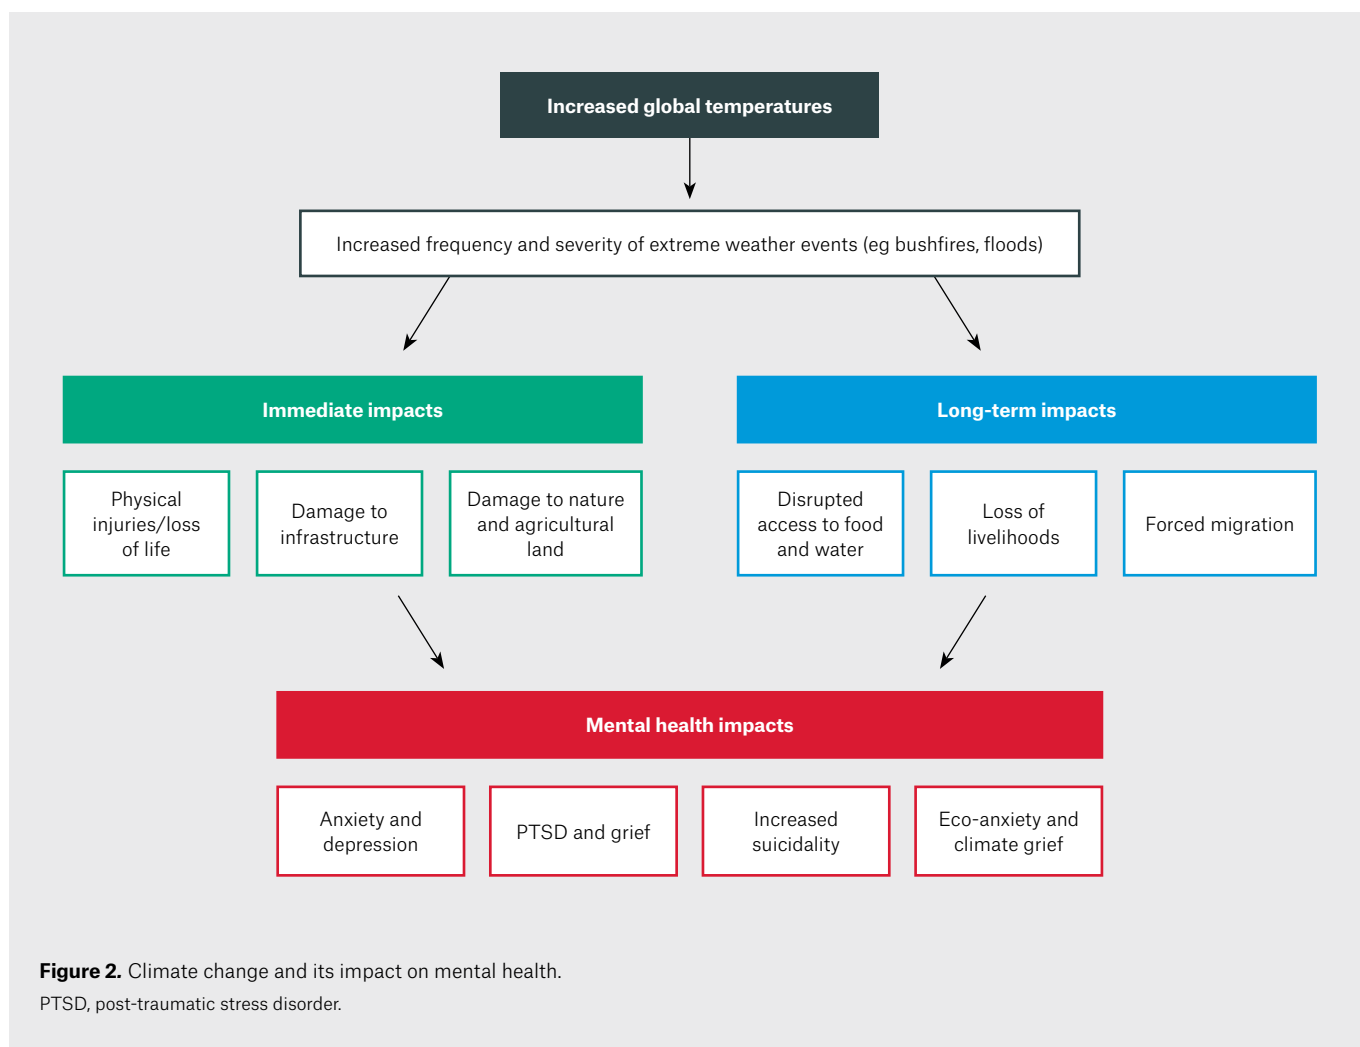 Increased global temperatures
Increased frequency and severity of extreme weather events (eg bushfires, floods)
Immediate impacts
Physical
injuries/loss
of life
Damage to
infrastructure
Damage to nature
and agricultural
land
Long-term impacts
Disrupted
access to food
and water
Loss of
livelihoods
Forced migration
Mental health impacts
Anxiety and
depression
PTSD and grief
Increased
suicidality
Eco-anxiety and
climate grief
Figure 2. Climate change and its impact on mental health.
PTSD, post-traumatic stress disorder.